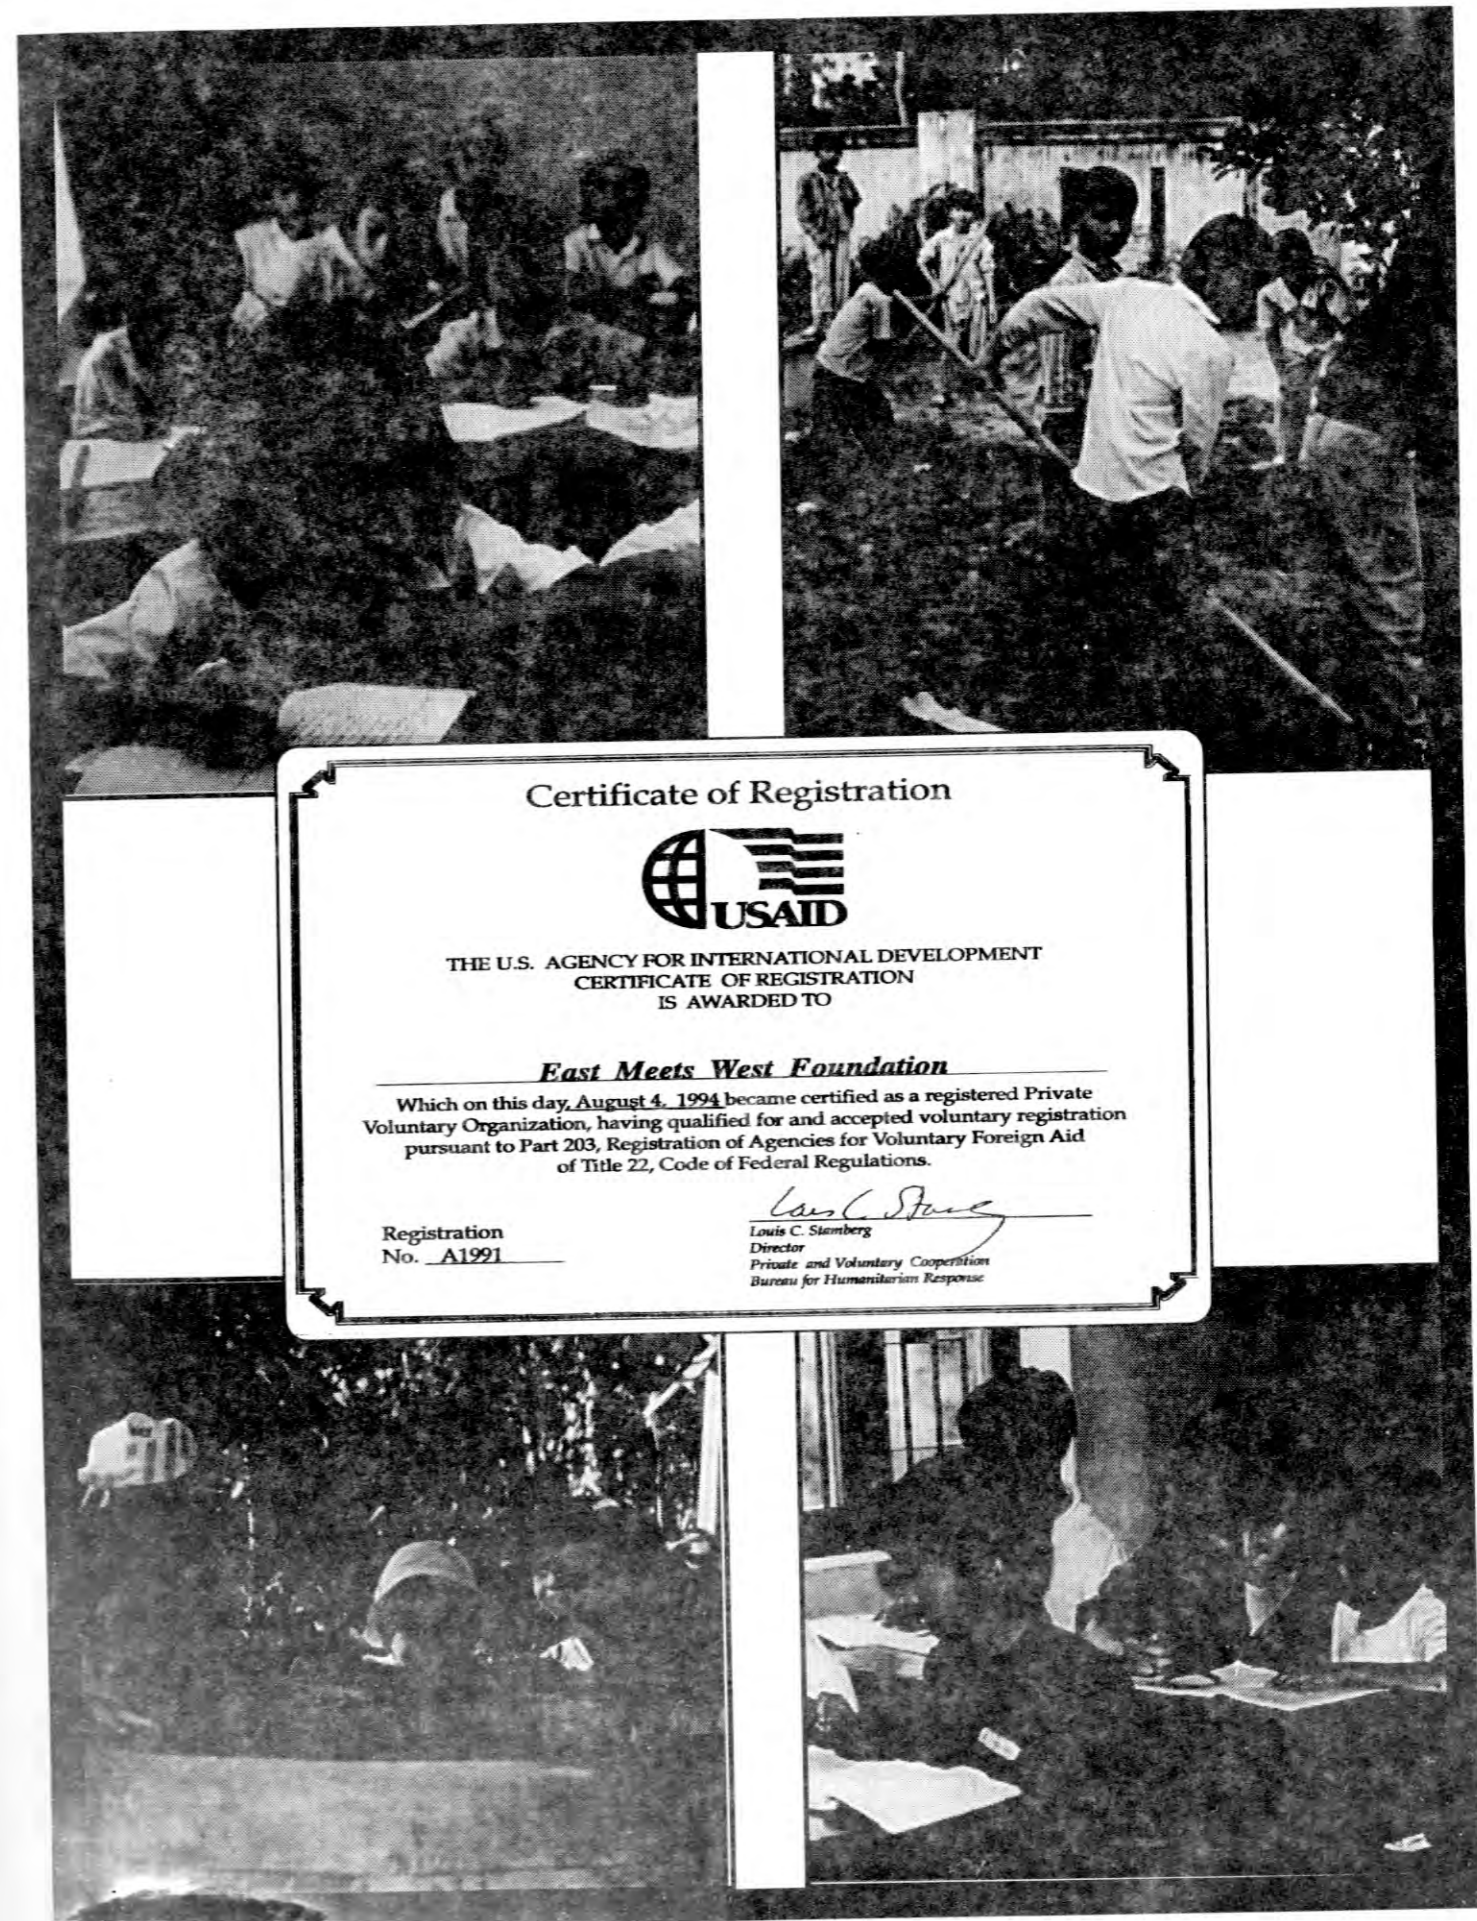 Certificate of Registration
USAID
THE U.S. AGENCY FOR INTERNATIONAL DEVELOPMENT
CERTIFICATE OF REGISTRATION
IS AWARDED TO
East Meets West Foundation
Which on this day, August 4, 1994 became certified as a registered Private
Voluntary Organization, having qualified for and accepted voluntary registration
pursuant to Part 203, Registration of Agencies for Voluntary Foreign Aid
of Title 22, Code of Federal Regulations.
Registration
No. A1991
Louis C. Stamberg
Director
Private and Voluntary Cooperation
Bureau for Humanitarian Response